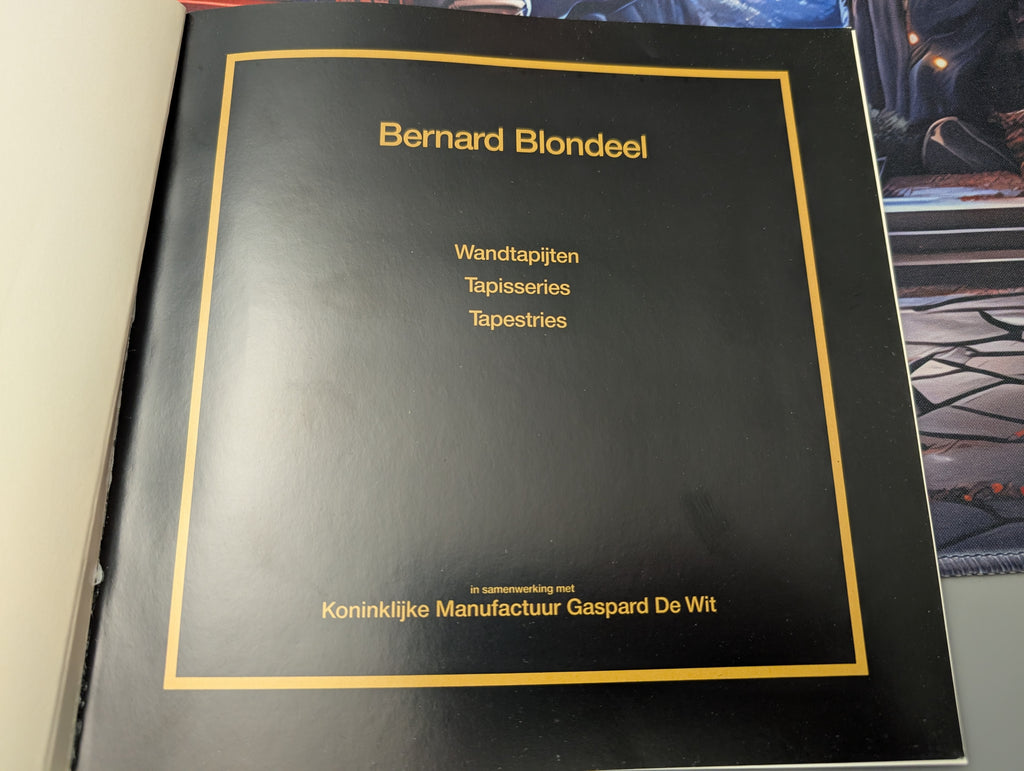 Bernard Blondeel
Wandtapijten
Tapisseries
Tapestries
in samenwerking met
Koninklijke Manufactuur Gaspard De Wit